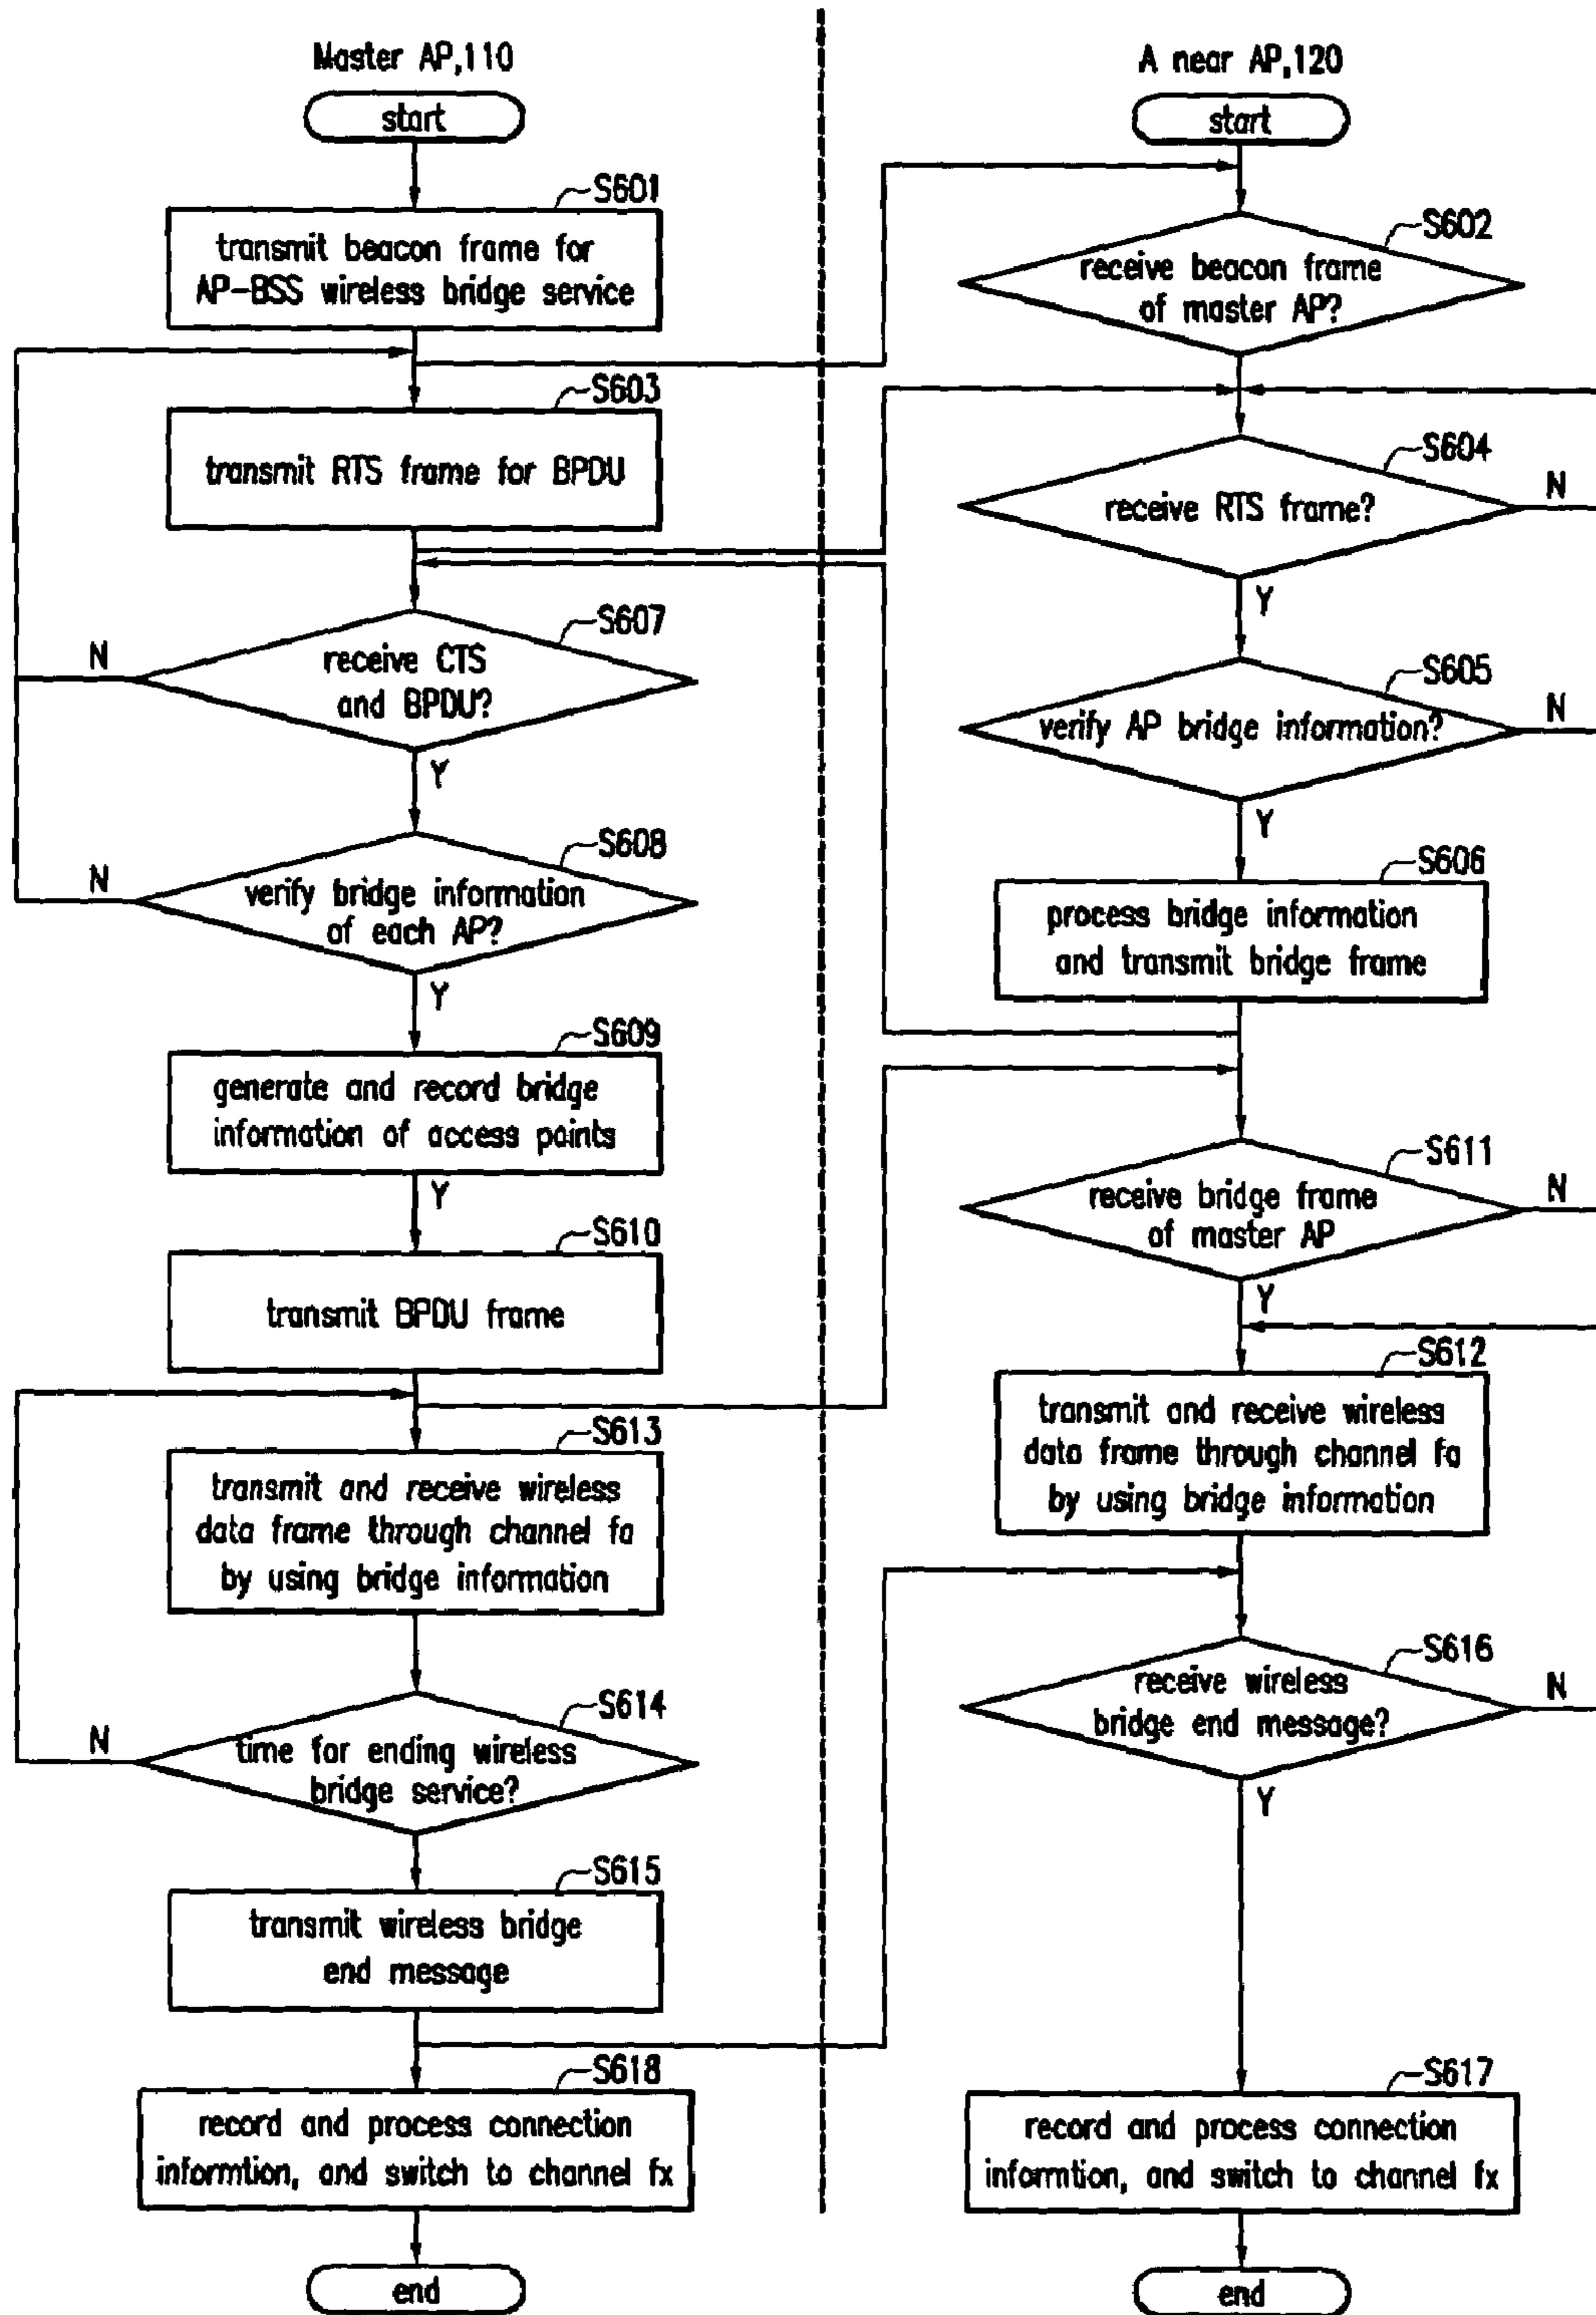 Master AP,110
start
S601
transmit beacon frame for
AP-BSS wireless bridge service
S603
transmit RTS frame for BPDU
S607
receive CTS
and BPDU?
N
Y
S608
verify bridge information
of each AP?
N
Y
S609
generate and record bridge
information of access points
Y
S610
transmit BPDU frame
S613
transmit and receive wireless
data frame through channel fa
by using bridge information
S614
time for ending wireless
bridge service?
N
S615
transmit wireless bridge
end message
S618
record and process connection
informtion, and switch to channel fx
end
A near AP,120
start
S602
receive beacon frame
of master AP?
S604
receive RTS frame?
N
Y
S605
verify AP bridge information?
N
Y
S606
process bridge information
and transmit bridge frame
S611
receive bridge frame
of master AP
N
Y
S612
transmit and receive wireless
data frame through channel fa
by using bridge information
S616
receive wireless
bridge end message?
N
Y
S617
record and process connection
informtion, and switch to channel fx
end